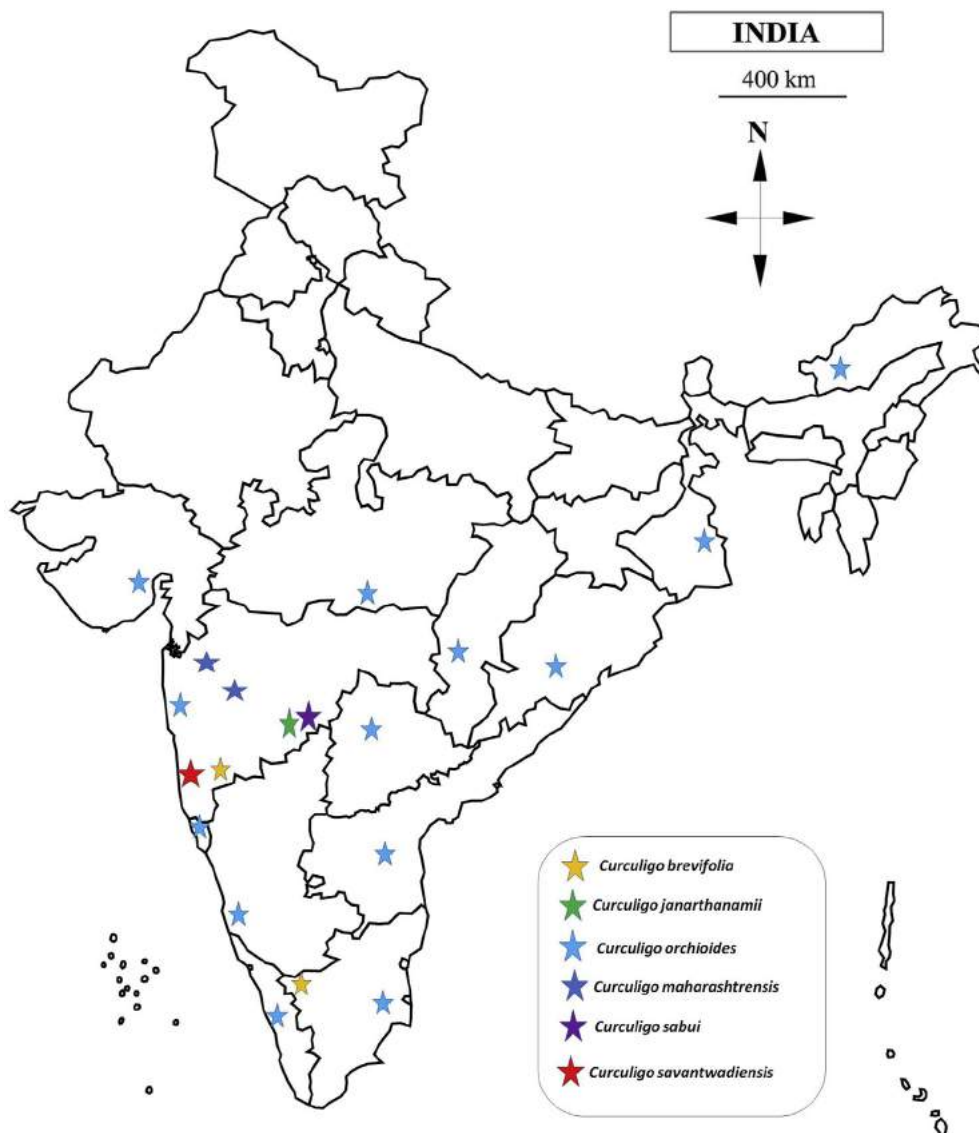 INDIA
400 km
N
Curculigo brevifolia
Curculigo janarthanamii
Curculigo orchioides
Curculigo maharashtrensis
Curculigo sabui
Curculigo savantwadiensis